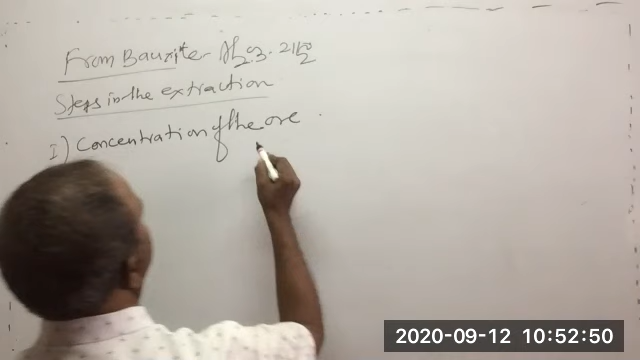 From Bauxite - Al2O3. 2H2O
Steps in the extraction
I) Concentration of the ore
2020-09-12 10:52:50